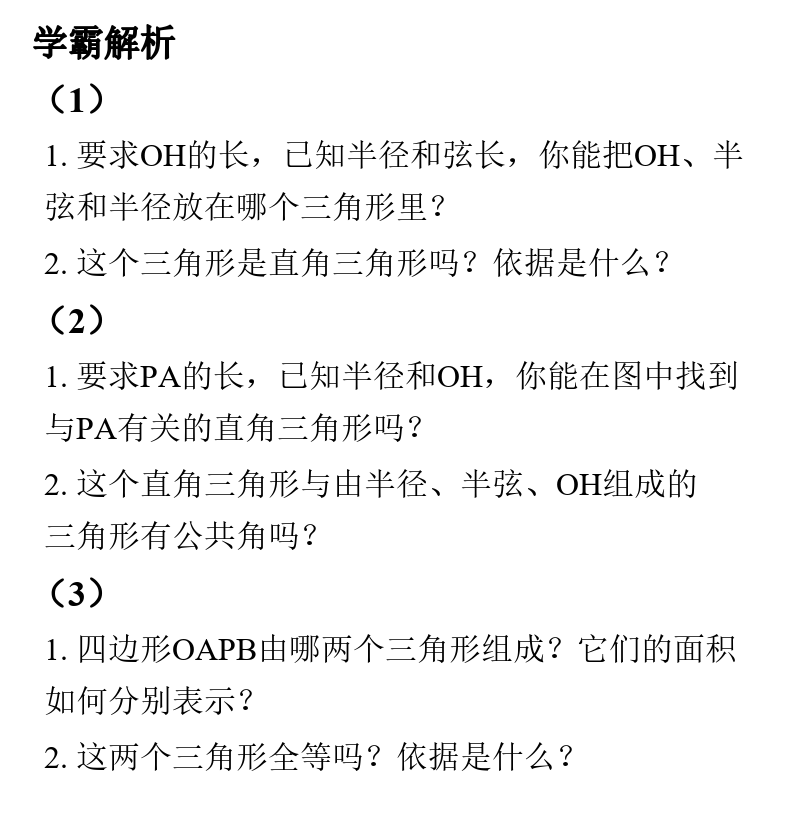 学霸解析
（1）
1. 要求OH的长，已知半径和弦长，你能把OH、半
弦和半径放在哪个三角形里？
2. 这个三角形是直角三角形吗？依据是什么？
（2）
1. 要求PA的长，已知半径和OH，你能在图中找到
与PA有关的直角三角形吗？
2. 这个直角三角形与由半径、半弦、OH组成的
三角形有公共角吗？
（3）
1. 四边形OAPB由哪两个三角形组成？它们的面积
如何分别表示？
2. 这两个三角形全等吗？依据是什么？